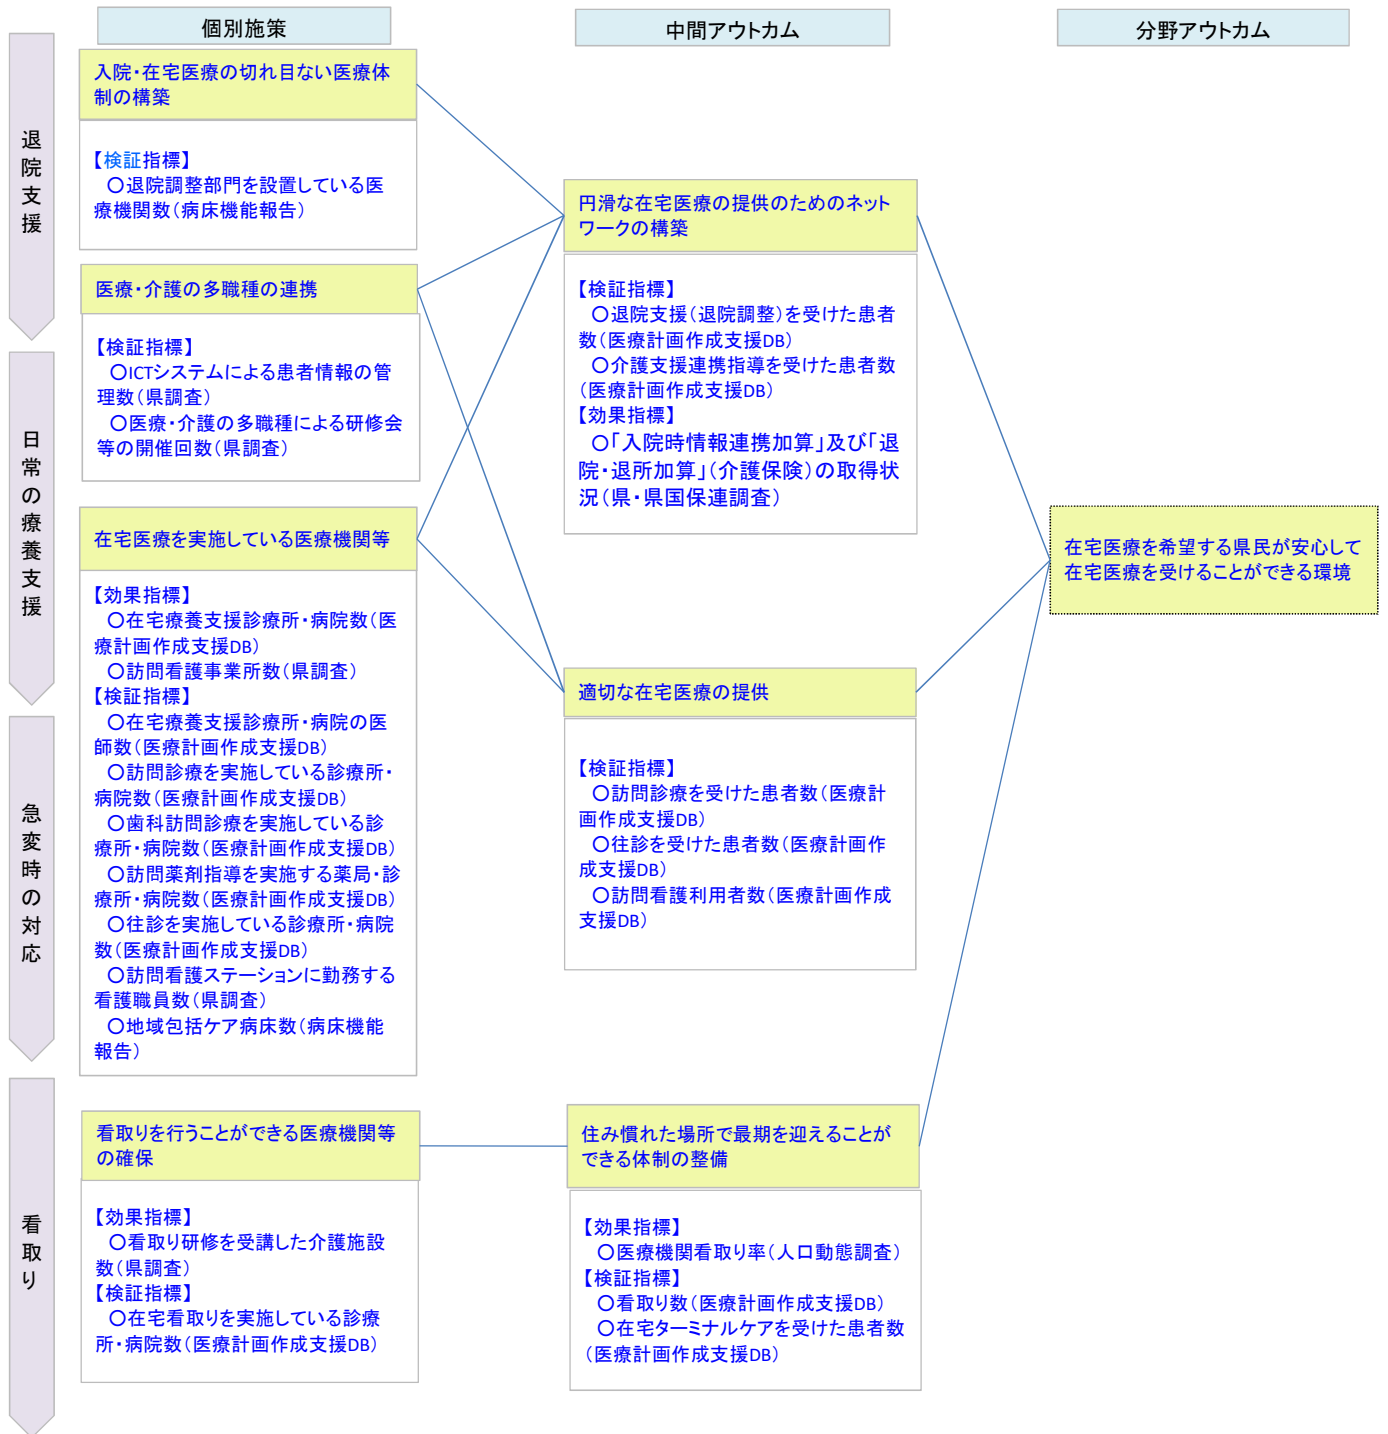 個別施策
中間アウトカム
分野アウトカム
退院支援
入院・在宅医療の切れ目ない医療体
制の構築
【検証指標】
〇退院調整部門を設置している医
療機関数(病床機能報告)
医療・介護の多職種の連携
【検証指標】
〇ICTシステムによる患者情報の管
理数(県調査)
〇医療・介護の多職種による研修会
等の開催回数(県調査)
日常の療養支援
在宅医療を実施している医療機関等
【効果指標】
〇在宅療養支援診療所・病院数(医
療計画作成支援DB)
〇訪問看護事業所数(県調査)
【検証指標】
〇在宅療養支援診療所・病院の医
師数(医療計画作成支援DB)
〇訪問診療を実施している診療所・
病院数(医療計画作成支援DB)
〇歯科訪問診療を実施している診
療所・病院数(医療計画作成支援DB)
〇訪問薬剤指導を実施する薬局・診
療所・病院数(医療計画作成支援DB)
〇往診を実施している診療所・病院
数(医療計画作成支援DB)
〇訪問看護ステーションに勤務する
看護職員数(県調査)
〇地域包括ケア病床数(病床機能
報告)
急変時の対応
看取り
看取りを行うことができる医療機関等
の確保
【効果指標】
〇看取り研修を受講した介護施設
数(県調査)
【検証指標】
〇在宅看取りを実施している診療
所・病院数(医療計画作成支援DB)
円滑な在宅医療の提供のためのネット
ワークの構築
【検証指標】
〇退院支援(退院調整)を受けた患者
数(医療計画作成支援DB)
〇介護支援連携指導を受けた患者数
(医療計画作成支援DB)
【効果指標】
〇「入院時情報連携加算」及び「退
院・退所加算」(介護保険)の取得状
況(県・県国保連調査)
適切な在宅医療の提供
【検証指標】
〇訪問診療を受けた患者数(医療計
画作成支援DB)
〇往診を受けた患者数(医療計画作
成支援DB)
〇訪問看護利用者数(医療計画作成
支援DB)
住み慣れた場所で最期を迎えることが
できる体制の整備
【効果指標】
〇医療機関看取り率(人口動態調査)
【検証指標】
〇看取り数(医療計画作成支援DB)
〇在宅ターミナルケアを受けた患者数
(医療計画作成支援DB)
在宅医療を希望する県民が安心して
在宅医療を受けることができる環境